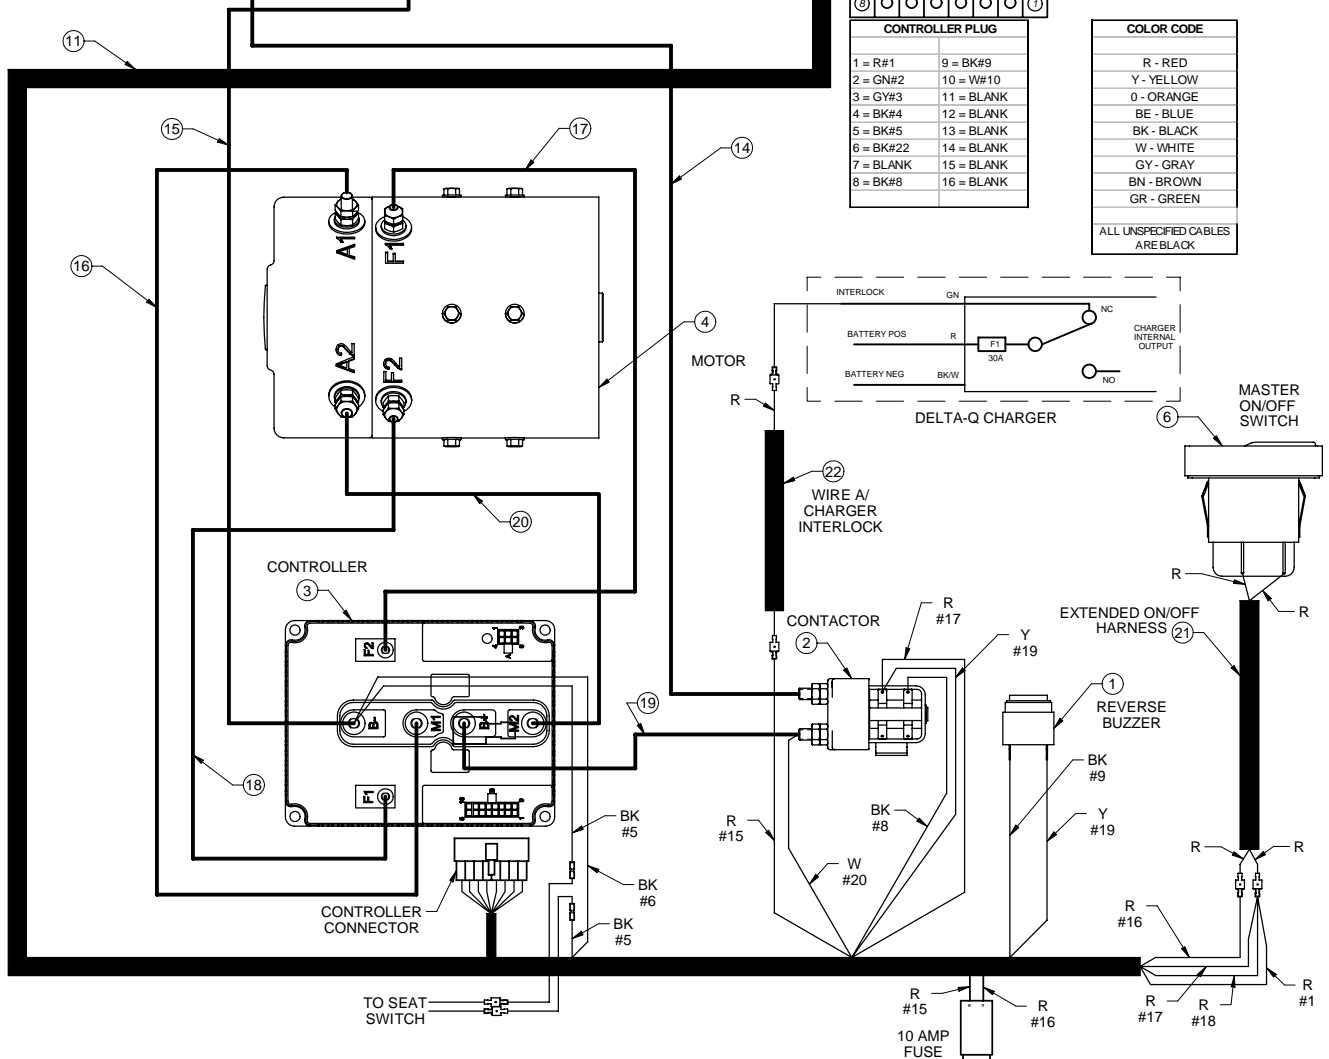 8
1
CONTROLLER PLUG
1 = R#1 9 = BK#9
2 = GN#2 10 = W#10
3 = GY#3 11 = BLANK
4 = BK#4 12 = BLANK
5 = BK#5 13 = BLANK
6 = BK#22 14 = BLANK
7 = BLANK 15 = BLANK
8 = BK#8 16 = BLANK
COLOR CODE
R - RED
Y - YELLOW
0 - ORANGE
BE - BLUE
BK - BLACK
W - WHITE
GY - GRAY
BN - BROWN
GR - GREEN
ALL UNSPECIFIED CABLES
ARE BLACK
11
15
17
14
16
A1
F1
A2
F2
4
MOTOR
20
INTERLOCK
GN
NC
BATTERY POS
R
F1
30A
CHARGER
INTERNAL
OUTPUT
BATTERY NEG
BK/W
NO
DELTA-Q CHARGER
R
22
WIRE A/
CHARGER
INTERLOCK
MASTER
ON/OFF
SWITCH
6
R
R
EXTENDED ON/OFF
HARNESS
21
CONTROLLER
3
F2
A
B-
M1
B+
M2
F1
B
18
19
CONTACTOR
2
R
#17
Y
#19
1
REVERSE
BUZZER
BK
#9
Y
#19
BK
#8
R
#15
W
#20
BK
#5
BK
#6
BK
#5
CONTROLLER
CONNECTOR
TO SEAT
SWITCH
R
R
R
#16
R
#15
R
#16
10 AMP
FUSE
R
#17
R
#18
R
#1